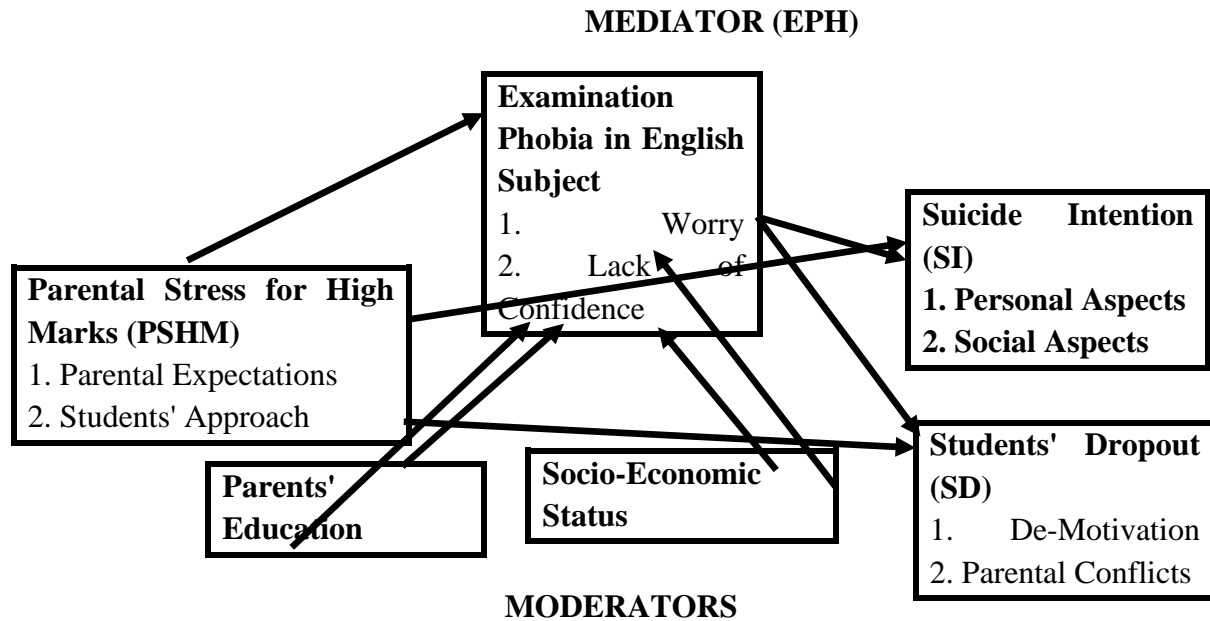 MEDIATOR (EPH)
Examination
Phobia in English
Subject
1. Worry
2. Lack of
Confidence
Suicide Intention
(SI)
1. Personal Aspects
2. Social Aspects
Parental Stress for High
Marks (PSHM)
1. Parental Expectations
2. Students' Approach
Parents'
Education
Socio-Economic
Status
Students' Dropout
(SD)
1. De-Motivation
2. Parental Conflicts
MODERATORS